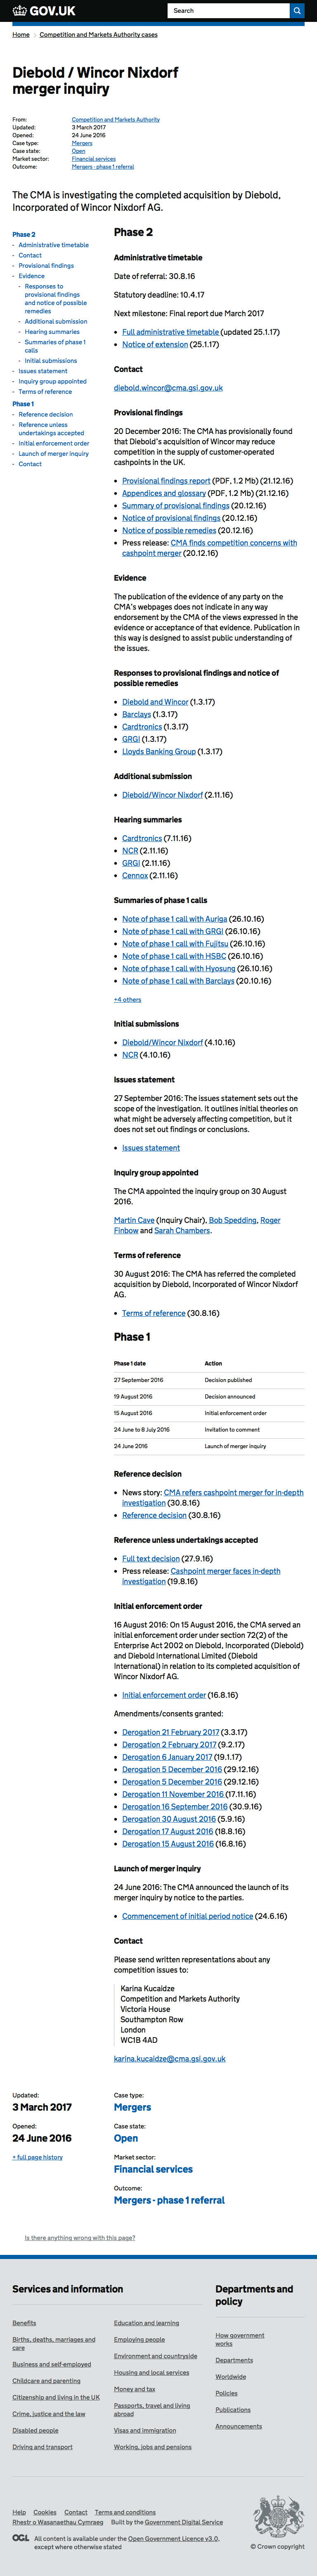 GOV.UK
Search
Home
Competition and Markets Authority cases
Diebold / Wincor Nixdorf
merger inquiry
From: Competition and Markets Authority
Updated: 3 March 2017
Opened: 24 June 2016
Case type: Mergers
Case state: Open
Market sector: Financial services
Outcome: Mergers - phase 1 referral
The CMA is investigating the completed acquisition by Diebold,
Incorporated of Wincor Nixdorf AG.
Phase 2
Administrative timetable
Contact
Provisional findings
Evidence
Responses to
provisional findings
and notice of possible
remedies
Additional submission
Hearing summaries
Summaries of phase 1
calls
Initial submissions
Issues statement
Inquiry group appointed
Terms of reference
Phase 1
Reference decision
Reference unless
undertakings accepted
Initial enforcement order
Launch of merger inquiry
Contact
Phase 2
Administrative timetable
Date of referral: 30.8.16
Statutory deadline: 10.4.17
Next milestone: Final report due March 2017
Full administrative timetable (updated 25.1.17)
Notice of extension (25.1.17)
Contact
diebold.wincor@cma.gsi.gov.uk
Provisional findings
20 December 2016: The CMA has provisionally found
that Diebold's acquisition of Wincor may reduce
competition in the supply of customer-operated
cashpoints in the UK.
Provisional findings report (PDF, 1.2 Mb) (21.12.16)
Appendices and glossary (PDF, 1.2 Mb) (21.12.16)
Summary of provisional findings (20.12.16)
Notice of provisional findings (20.12.16)
Notice of possible remedies (20.12.16)
Press release: CMA finds competition concerns with
cashpoint merger (20.12.16)
Evidence
The publication of the evidence of any party on the
CMA's webpages does not indicate in any way
endorsement by the CMA of the views expressed in the
evidence or acceptance of that evidence. Publication in
this way is designed to assist public understanding of
the issues.
Responses to provisional findings and notice of
possible remedies
Diebold and Wincor (1.3.17)
Barclays (1.3.17)
Cardtronics (1.3.17)
GRGI (1.3.17)
Lloyds Banking Group (1.3.17)
Additional submission
Diebold/Wincor Nixdorf (2.11.16)
Hearing summaries
Cardtronics (7.11.16)
NCR (2.11.16)
GRGI (2.11.16)
Cennox (2.11.16)
Summaries of phase 1 calls
Note of phase 1 call with Auriga (26.10.16)
Note of phase 1 call with GRGI (26.10.16)
Note of phase 1 call with Fujitsu (26.10.16)
Note of phase 1 call with HSBC (26.10.16)
Note of phase 1 call with Hyosung (26.10.16)
Note of phase 1 call with Barclays (20.10.16)
+4 others
Initial submissions
Diebold/Wincor Nixdorf (4.10.16)
NCR (4.10.16)
Issues statement
27 September 2016: The issues statement sets out the
scope of the investigation. It outlines initial theories on
what might be adversely affecting competition, but it
does not set out findings or conclusions.
Issues statement
Inquiry group appointed
The CMA appointed the inquiry group on 30 August
2016.
Martin Cave (Inquiry Chair), Bob Spedding, Roger
Finbow and Sarah Chambers.
Terms of reference
30 August 2016: The CMA has referred the completed
acquisition by Diebold, Incorporated of Wincor Nixdorf
AG.
Terms of reference (30.8.16)
Phase 1
Phase 1 date Action
27 September 2016 Decision published
19 August 2016 Decision announced
15 August 2016 Initial enforcement order
24 June to 8 July 2016 Invitation to comment
24 June 2016 Launch of merger inquiry
Reference decision
News story: CMA refers cashpoint merger for in-depth
investigation (30.8.16)
Reference decision (30.8.16)
Reference unless undertakings accepted
Full text decision (27.9.16)
Press release: Cashpoint merger faces in-depth
investigation (19.8.16)
Initial enforcement order
16 August 2016: On 15 August 2016, the CMA served an
initial enforcement order under section 72(2) of the
Enterprise Act 2002 on Diebold, Incorporated (Diebold)
and Diebold International Limited (Diebold
International) in relation to its completed acquisition of
Wincor Nixdorf AG.
Initial enforcement order (16.8.16)
Amendments/consents granted:
Derogation 21 February 2017 (3.3.17)
Derogation 2 February 2017 (9.2.17)
Derogation 6 January 2017 (19.1.17)
Derogation 5 December 2016 (29.12.16)
Derogation 5 December 2016 (29.12.16)
Derogation 11 November 2016 (17.11.16)
Derogation 16 September 2016 (30.9.16)
Derogation 30 August 2016 (5.9.16)
Derogation 17 August 2016 (18.8.16)
Derogation 15 August 2016 (16.8.16)
Launch of merger inquiry
24 June 2016: The CMA announced the launch of its
merger inquiry by notice to the parties.
Commencement of initial period notice (24.6.16)
Contact
Please send written representations about any
competition issues to:
Karina Kucaidze
Competition and Markets Authority
Victoria House
Southampton Row
London
WC1B 4AD
karina.kucaidze@cma.gsi.gov.uk
Updated:
3 March 2017
Opened:
24 June 2016
+ full page history
Case type:
Mergers
Case state:
Open
Market sector:
Financial services
Outcome:
Mergers - phase 1 referral
Is there anything wrong with this page?
Services and information
Benefits
Births, deaths, marriages and
care
Business and self-employed
Childcare and parenting
Citizenship and living in the UK
Crime, justice and the law
Disabled people
Driving and transport
Education and learning
Employing people
Environment and countryside
Housing and local services
Money and tax
Passports, travel and living
abroad
Visas and immigration
Working, jobs and pensions
Departments and
policy
How government
works
Departments
Worldwide
Policies
Publications
Announcements
Help Cookies Contact Terms and conditions
Rhestr o Wasanaethau Cymraeg Built by the Government Digital Service
OGL All content is available under the Open Government Licence v3.0,
except where otherwise stated
© Crown copyright